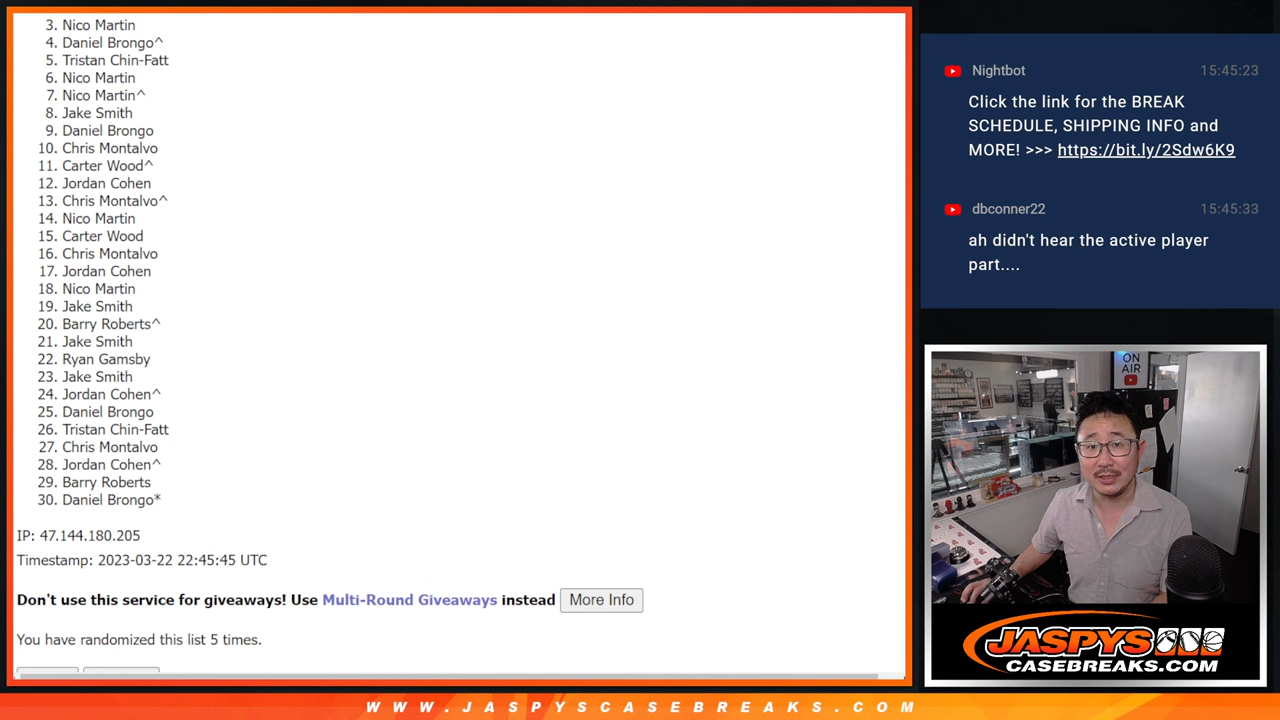 3. Nico Martin
4. Daniel Brongo^
5. Tristan Chin-Fatt
6. Nico Martin
7. Nico Martin^
8. Jake Smith
9. Daniel Brongo
10. Chris Montalvo
11. Carter Wood^
12. Jordan Cohen
13. Chris Montalvo^
14. Nico Martin
15. Carter Wood
16. Chris Montalvo
17. Jordan Cohen
18. Nico Martin
19. Jake Smith
20. Barry Roberts^
21. Jake Smith
22. Ryan Gamsby
23. Jake Smith
24. Jordan Cohen^
25. Daniel Brongo
26. Tristan Chin-Fatt
27. Chris Montalvo
28. Jordan Cohen^
29. Barry Roberts
30. Daniel Brongo*
IP: 47.144.180.205
Timestamp: 2023-03-22 22:45:45 UTC
Don't use this service for giveaways! Use Multi-Round Giveaways instead More Info
You have randomized this list 5 times.
Nightbot 15:45:23
Click the link for the BREAK
SCHEDULE, SHIPPING INFO and
MORE! >>> https://bit.ly/2Sdw6K9
dbconner22 15:45:33
ah didn't hear the active player
part....
ON
AIR
JASPYS
CASEBREAKS.COM
WWW.JASPYSCASEBREAKS.COM